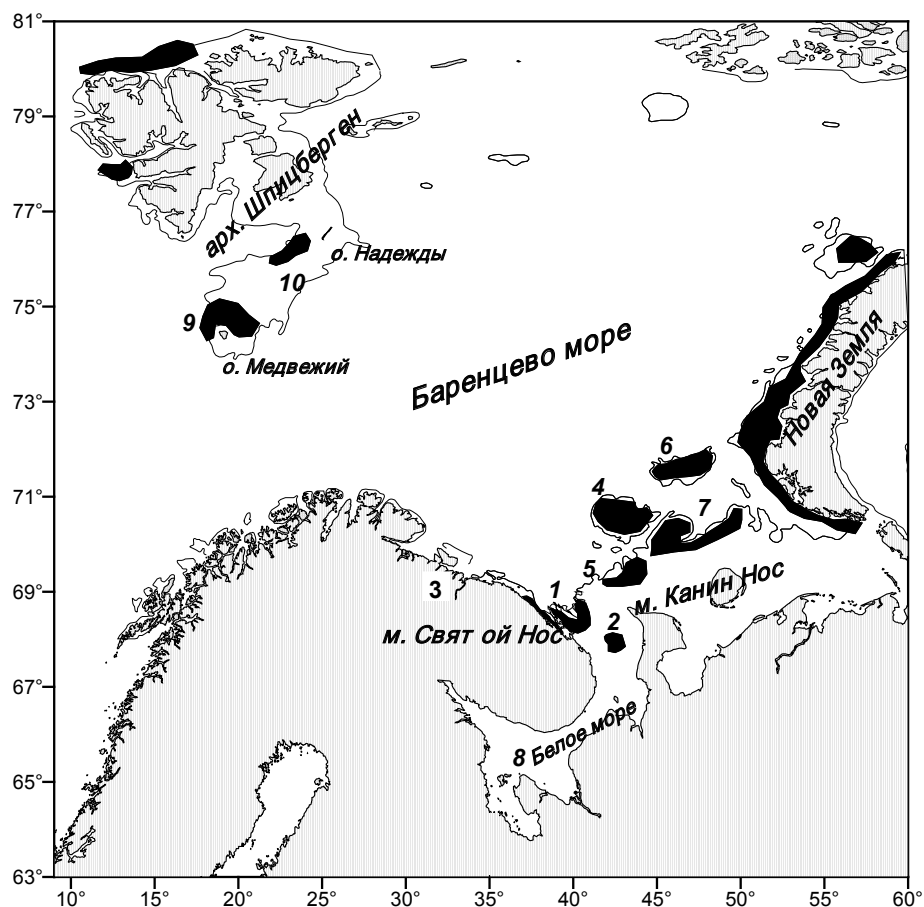 81°
79°
арх. Шпицберген
77°
о. Надежды
10
75°
9
о. Медвежий
Новая Земля
Баренцево море
73°
6
71°
4
7
5
69°
3
1
м. Канин Нос
2
м. Свят ой Нос
67°
8 Белое море
65°
63°
10° 15° 20° 25° 30° 35° 40° 45° 50° 55° 60°